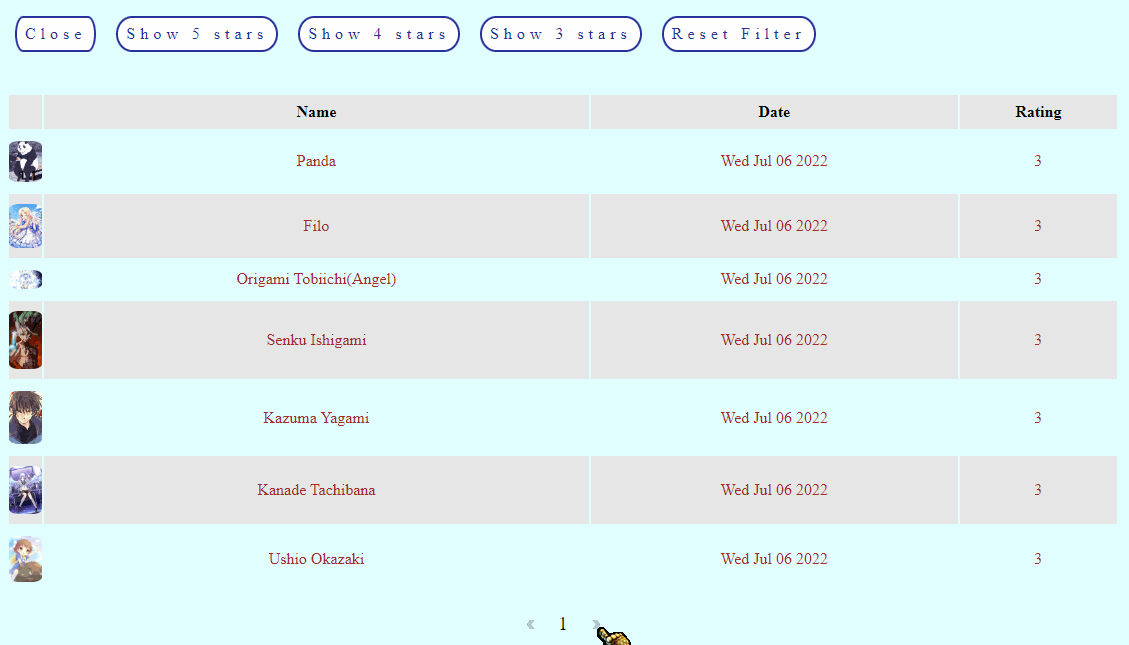 Close Show 5 stars Show 4 stars Show 3 stars Reset Filter
Name Date Rating
Panda Wed Jul 06 2022 3
Filo Wed Jul 06 2022 3
Origami Tobiichi(Angel) Wed Jul 06 2022 3
Senku Ishigami Wed Jul 06 2022 3
Kazuma Yagami Wed Jul 06 2022 3
Kanade Tachibana Wed Jul 06 2022 3
Ushio Okazaki Wed Jul 06 2022 3
« 1 »